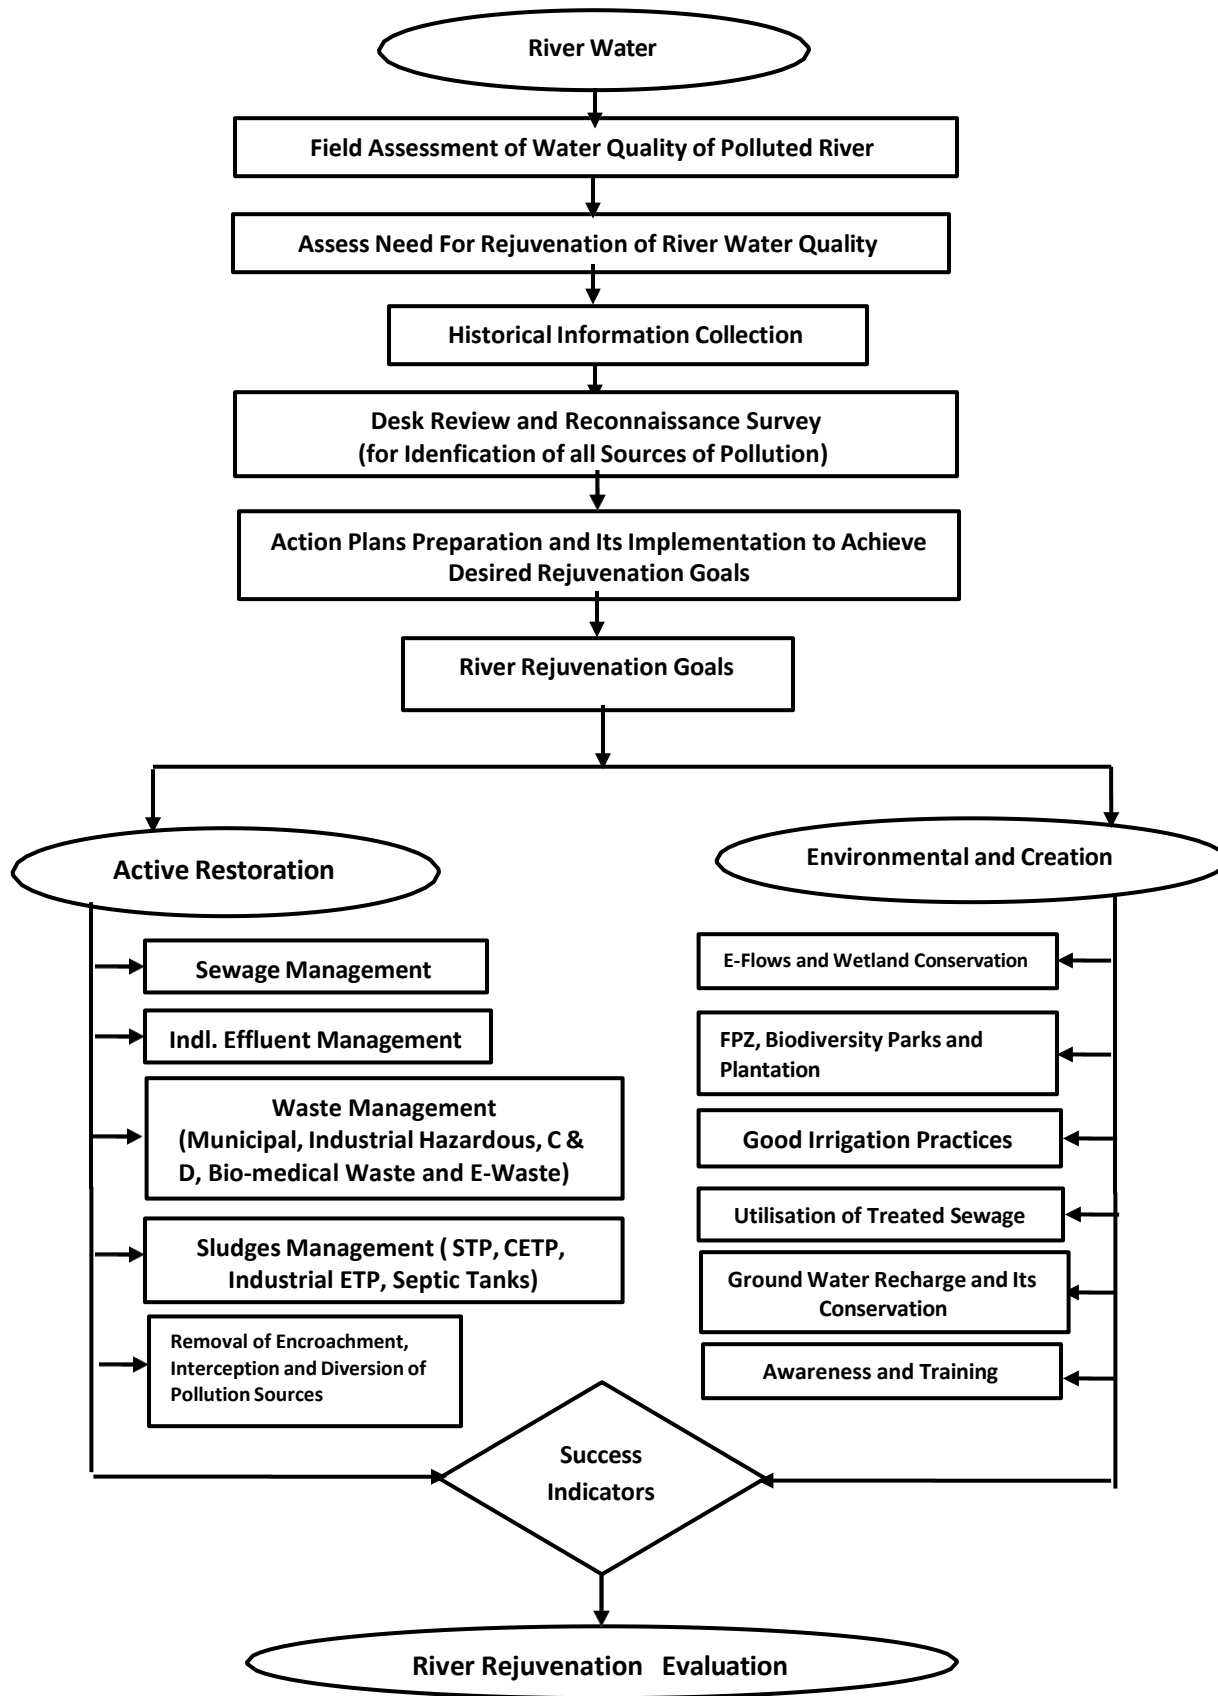 River Water
Field Assessment of Water Quality of Polluted River
Assess Need For Rejuvenation of River Water Quality
Historical Information Collection
Desk Review and Reconnaissance Survey
(for Idenfication of all Sources of Pollution)
Action Plans Preparation and Its Implementation to Achieve
Desired Rejuvenation Goals
River Rejuvenation Goals
Active Restoration
Sewage Management
Indl. Effluent Management
Waste Management
(Municipal, Industrial Hazardous, C &
D, Bio-medical Waste and E-Waste)
Sludges Management ( STP, CETP,
Industrial ETP, Septic Tanks)
Removal of Encroachment,
Interception and Diversion of
Pollution Sources
Environmental and Creation
E-Flows and Wetland Conservation
FPZ, Biodiversity Parks and
Plantation
Good Irrigation Practices
Utilisation of Treated Sewage
Ground Water Recharge and Its
Conservation
Awareness and Training
Success
Indicators
River Rejuvenation Evaluation